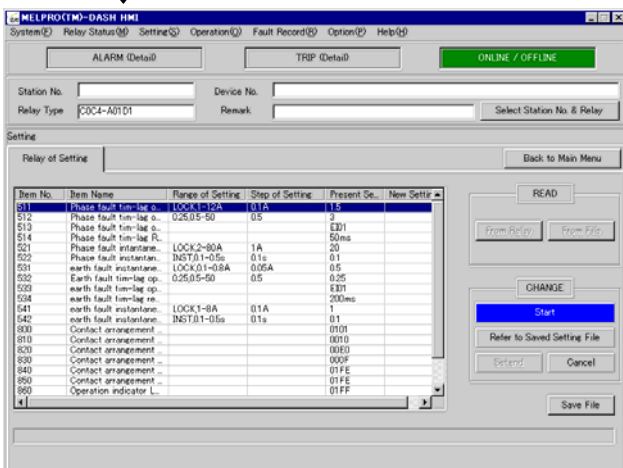 MELPRO(TM)-DASH HMI
System(F) Relay Status(M) Setting(S) Operation(O) Fault Record(R) Option(P) Help(H)
ALARM (Detail) TRIP (Detail) ONLINE / OFFLINE
Station No. Device No.
Relay Type COC4-A01D1 Remark Select Station No. & Relay
Setting
Relay of Setting Back to Main Menu
Item No. Item Name Range of Setting Step of Setting Present Se... New Settir
READ
511 Phase fault tim-lag o... LOCK,1-12A 0.1A 1.5
512 Phase fault tim-lag o... 0.25,0.5-50 0.5 3
513 Phase fault tim-lag o... EI01
From Relay From File
514 Phase fault tim-lag R... 50ms
521 Phase fault intantane... LOCK,2-80A 1A 20
522 Phase fault instantan... INST,0.1-0.5s 0.1s 0.1
531 earth fault instantane... LOCK,0.1-0.8A 0.05A 0.5
532 Earth fault tim-lag op... 0.25,0.5-50 0.5 0.25
533 earth fault tim-lag op... EI01
CHANGE
534 earth fault tim-lag re... 200ms
541 earth fault instantane... LOCK,1-8A 0.1A 1
Start
542 earth fault instantane... INST,0.1-0.5s 0.1s 0.1
800 Contact arrangement ... 0101
810 Contact arrangement ... 0010
Refer to Saved Setting File
820 Contact arrangement ... 00E0
830 Contact arrangement ... 000F
840 Contact arrangement ... 01FE
Cancel
850 Contact arrangement ... 01FE
860 Operation indicator L... 01FF
Save File